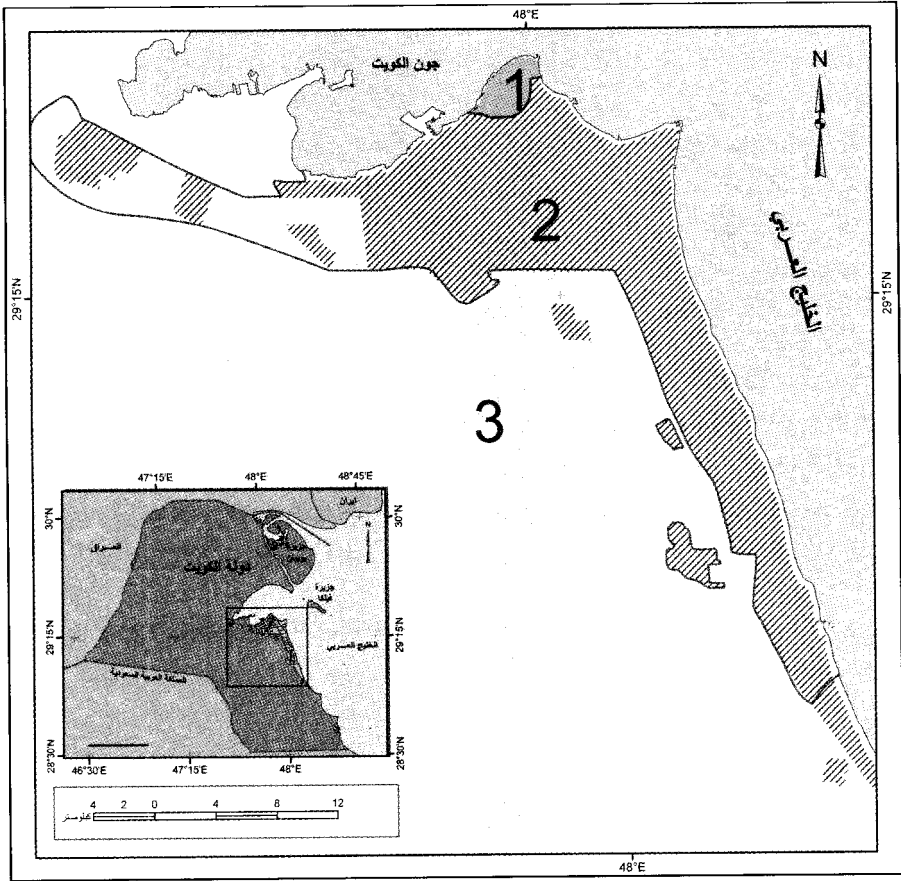 48°E
جون الكويت
N
1
2
الخليج العربي
29°15'N
29°15'N
3
47°15'E
48°E
48°45'E
30°N
30°N
ايران
N
العراق
دولة الكويت
جزيرة
فيلكا
29°15'N
29°15'N
الخليج العربي
المملكة العربية السعودية
28°30'N
28°30'N
46°30'E
47°15'E
48°E
4 2 0 4 8 12
كيلومتر
48°E